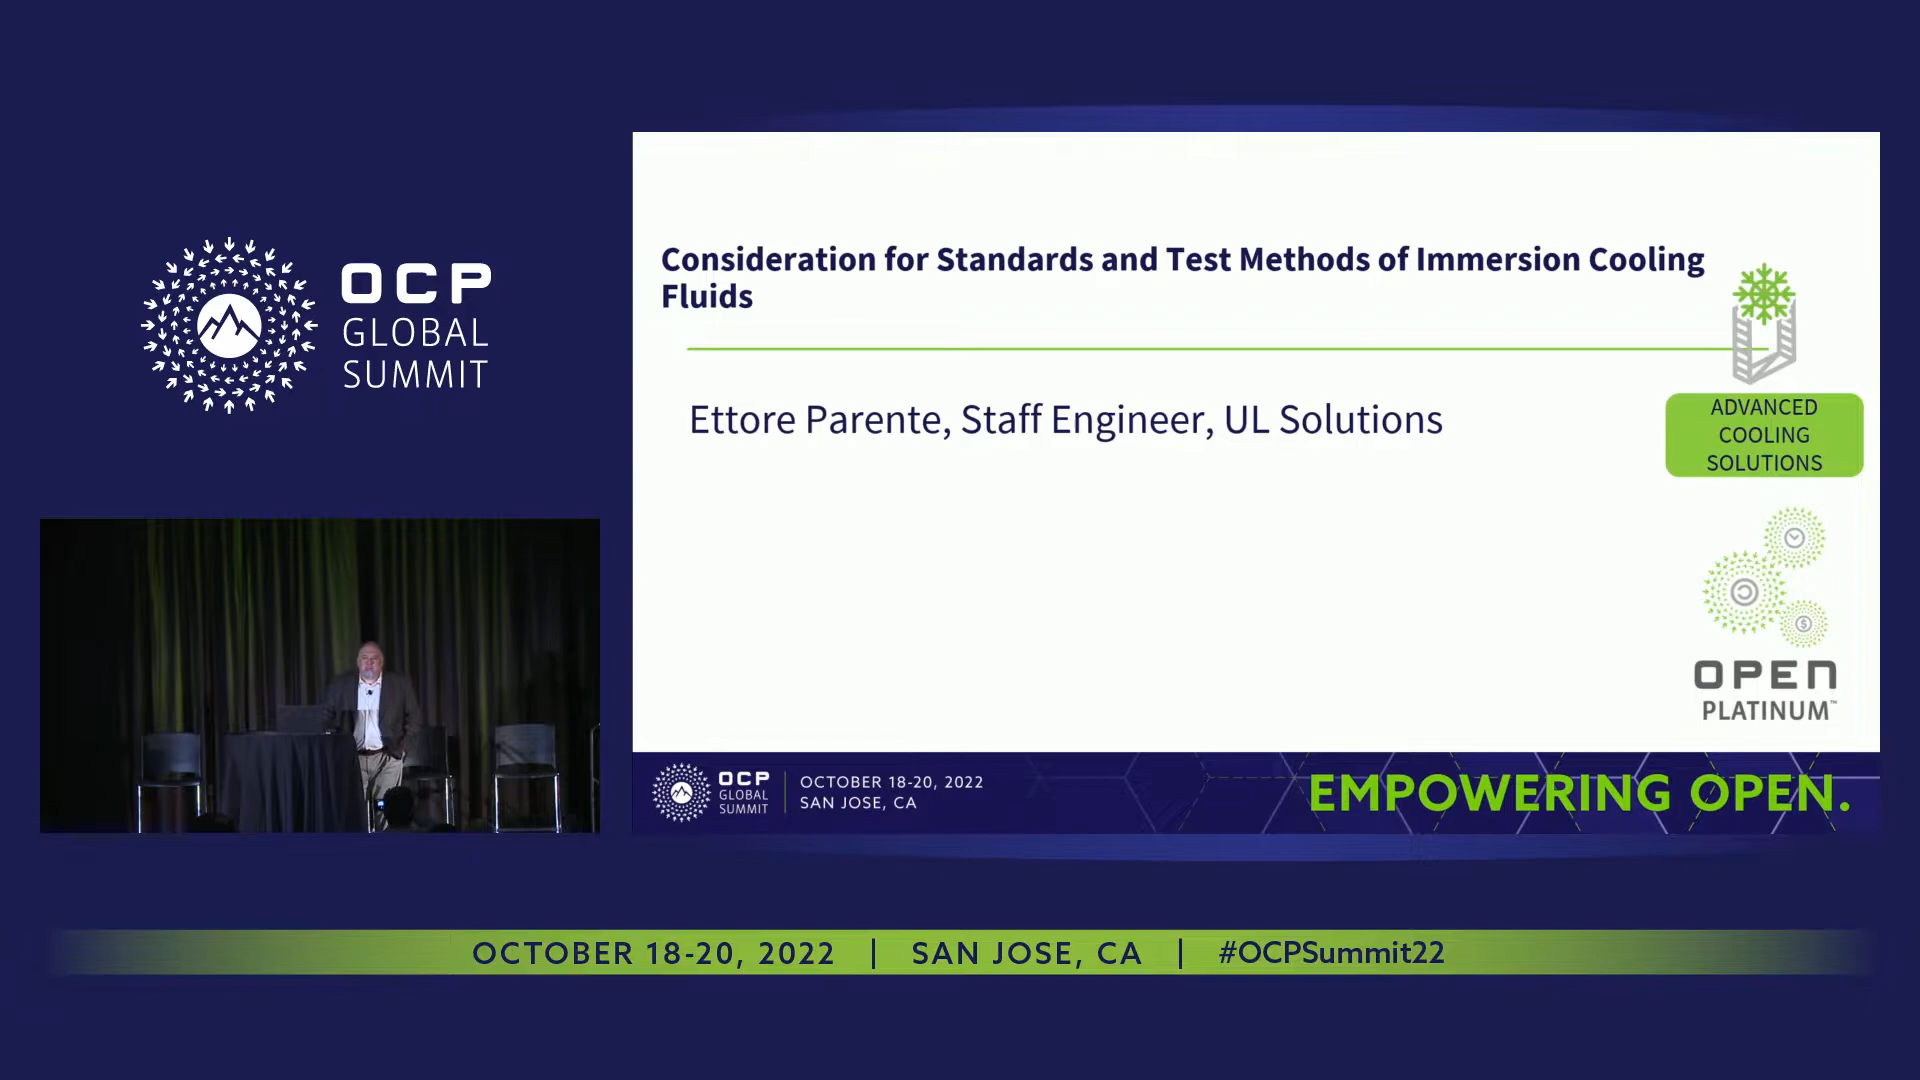 OCP
GLOBAL
SUMMIT
Consideration for Standards and Test Methods of Immersion Cooling
Fluids
Ettore Parente, Staff Engineer, UL Solutions
ADVANCED
COOLING
SOLUTIONS
OPEN
PLATINUM™
OCP
GLOBAL
SUMMIT
OCTOBER 18-20, 2022
SAN JOSE, CA
EMPOWERING OPEN.
OCTOBER 18-20, 2022 | SAN JOSE, CA | #OCPSummit22